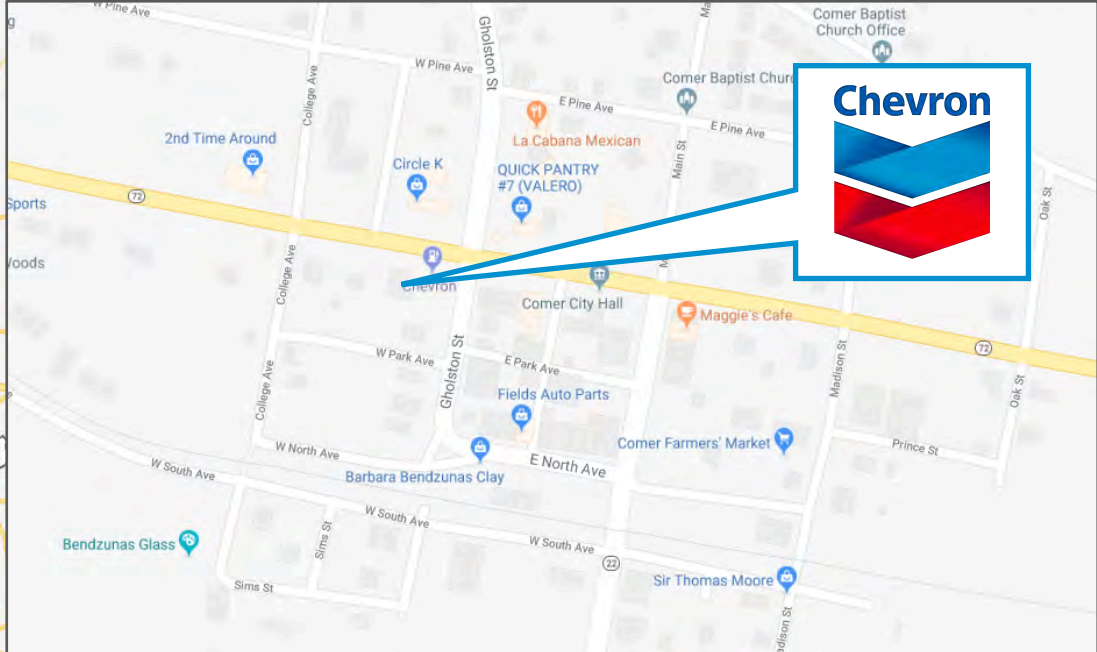 W Pine Ave
Gholston St
Comer Baptist
Church Office
College Ave
W Pine Ave
Comer Baptist Churc
Chevron
E Pine Ave
2nd Time Around
La Cabana Mexican
E Pine Ave
Circle K
QUICK PANTRY
#7 (VALERO)
Main St
72
Sports
Oak St
Woods
College Ave
Chevron
Comer City Hall
Maggie's Cafe
72
W Park Ave
Gholston St
E Park Ave
Madison St
College Ave
Oak St
Fields Auto Parts
W North Ave
Comer Farmers' Market
Prince St
W South Ave
Barbara Bendzunas Clay
E North Ave
W South Ave
Bendzunas Glass
Sims St
W South Ave
22
Sims St
Sir Thomas Moore
adison St